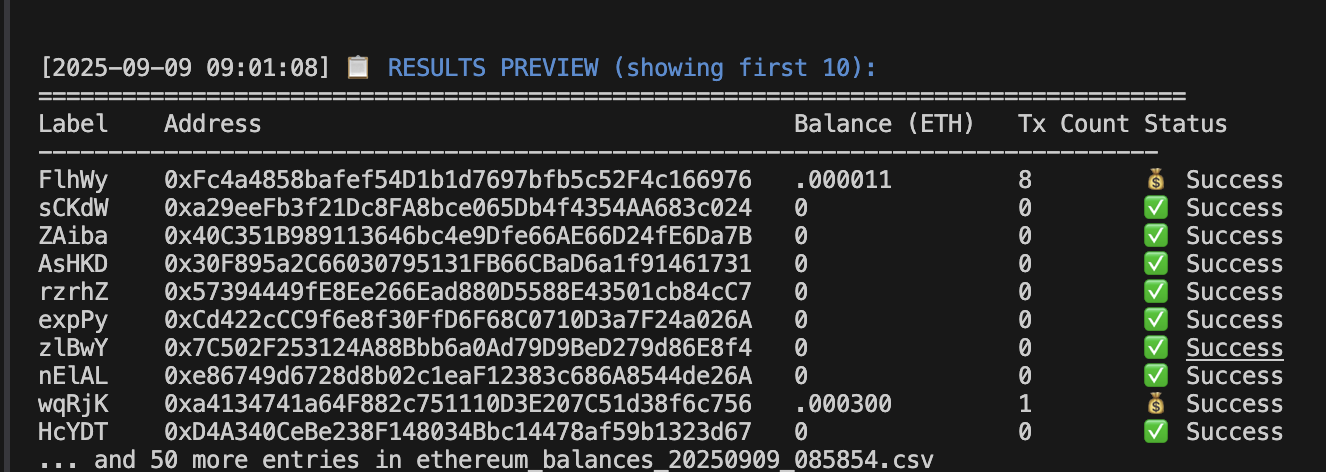 [2025-09-09 09:01:08] 📋 RESULTS PREVIEW (showing first 10):
==================================================================================
Label    Address                                       Balance (ETH)   Tx Count Status
--------------------------------------------------------------------------------
FlhWy    0xFc4a4858bafef54D1b1d7697bfb5c52F4c166976   .000011         8        💰 Success
sCKdW    0xa29eeFb3f21Dc8FA8bce065Db4f4354AA683c024   0               0        ✅ Success
ZAiba    0x40C351B989113646bc4e9Dfe66AE66D24fE6Da7B   0               0        ✅ Success
AsHKD    0x30F895a2C66030795131FB66CBaD6a1f91461731   0               0        ✅ Success
rzrhZ    0x57394449fE8Ee266Ead880D5588E43501cb84cC7   0               0        ✅ Success
expPy    0xCd422cCC9f6e8f30FfD6F68C0710D3a7F24a026A   0               0        ✅ Success
zlBwY    0x7C502F253124A88Bbb6a0Ad79D9BeD279d86E8f4   0               0        ✅ Success
nElAL    0xe86749d6728d8b02c1eaF12383c686A8544de26A   0               0        ✅ Success
wqRjK    0xa4134741a64F882c751110D3E207C51d38f6c756   .000300         1        💰 Success
HcYDT    0xD4A340CeBe238F148034Bbc14478af59b1323d67   0               0        ✅ Success
... and 50 more entries in ethereum_balances_20250909_085854.csv